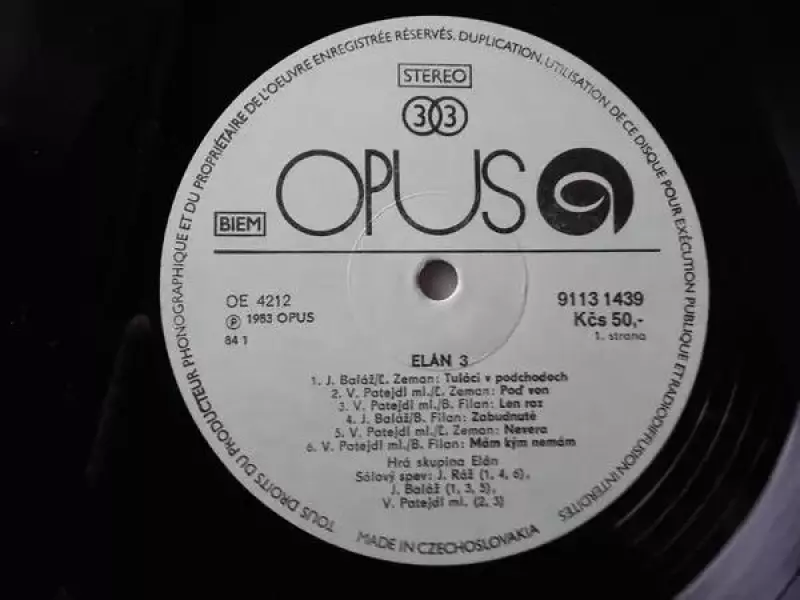 TOUS DROITS DU PRODUCTEUR PHONOGRAPHIQUE ET DU PROPRIÉTAIRE DE L'OEUVRE ENREGISTRÉE RÉSERVÉS. DUPLICATION, UTILISATION DE CE DISQUE POUR EXÉCUTION PUBLIQUE ET RADIODIFFUSION INTERDITES
STEREO
33
OPUS
BIEM
OE 4212
Ⓟ 1983 OPUS
84 1
9113 1439
Kčs 50,-
1. strana
ELÁN 3
1. J. Baláž/Ľ. Zeman: Tuláci v podchodoch
2. V. Patejdl ml./Ľ. Zeman: Poď von
3. V. Patejdl ml./B. Filan: Len raz
4. J. Baláž/B. Filan: Zabudnuté
5. V. Patejdl ml./Ľ. Zeman: Nevera
6. V. Patejdl ml./B. Filan: Mám kým nemám
Hrá skupina Elán
Sólový spev: J. Ráž (1, 4, 6),
J. Baláž (1, 3, 5),
V. Patejdl ml. (2, 3)
MADE IN CZECHOSLOVAKIA